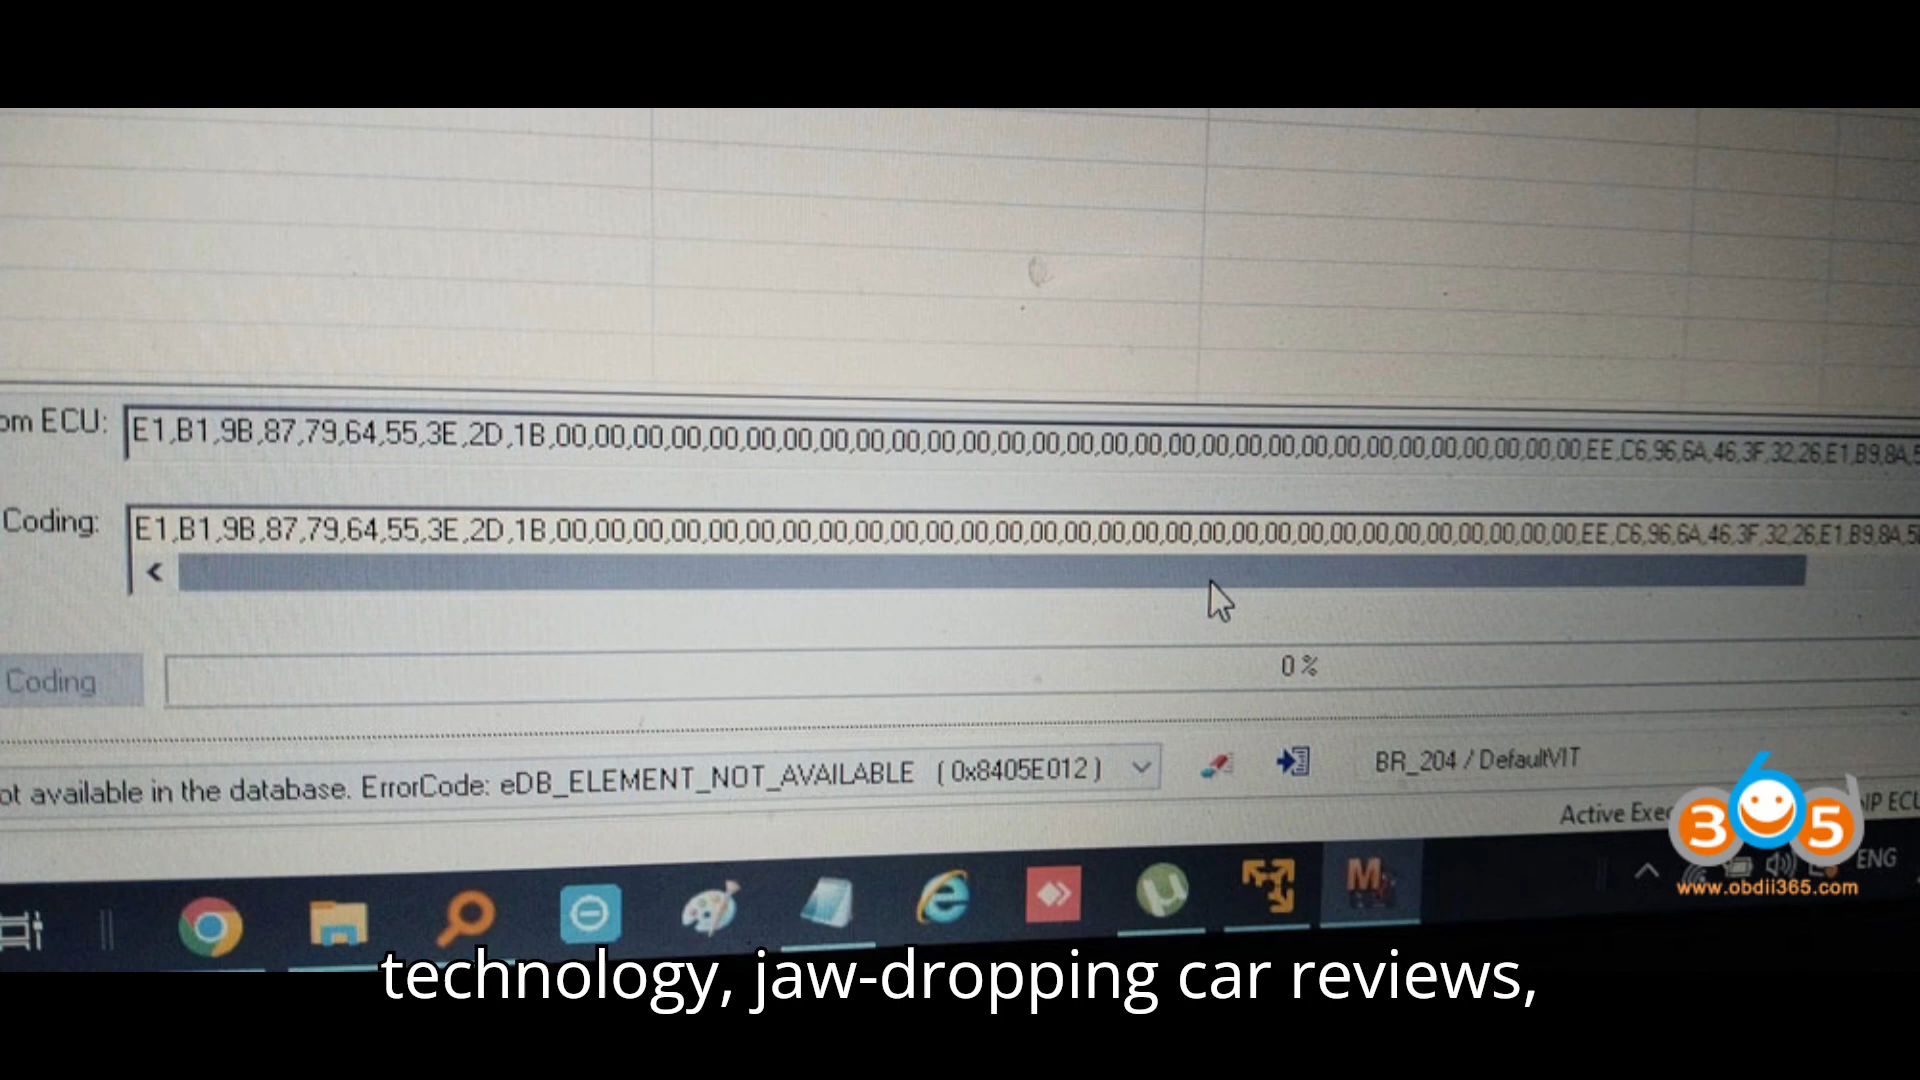 om ECU:
E1,B1,9B,87,79,64,55,3E,2D,1B,00,00,00,00,00,00,00,00,00,00,00,00,00,00,00,00,00,00,00,00,00,00,00,00,00,00,00,00,EE,C6,96,6A,46,3F,32,26,E1,B9,8A,5
Coding:
E1,B1,9B,87,79,64,55,3E,2D,1B,00,00,00,00,00,00,00,00,00,00,00,00,00,00,00,00,00,00,00,00,00,00,00,00,00,00,00,00,EE,C6,96,6A,46,3F,32,26,E1,B9,8A,5
<
Coding
0 %
ot available in the database. ErrorCode: eDB_ELEMENT_NOT_AVAILABLE ( 0x8405E012 )
BR_204 / DefaultVIT
Active Exec
IP ECU
365
www.obdii365.com
ENG
technology, jaw-dropping car reviews,